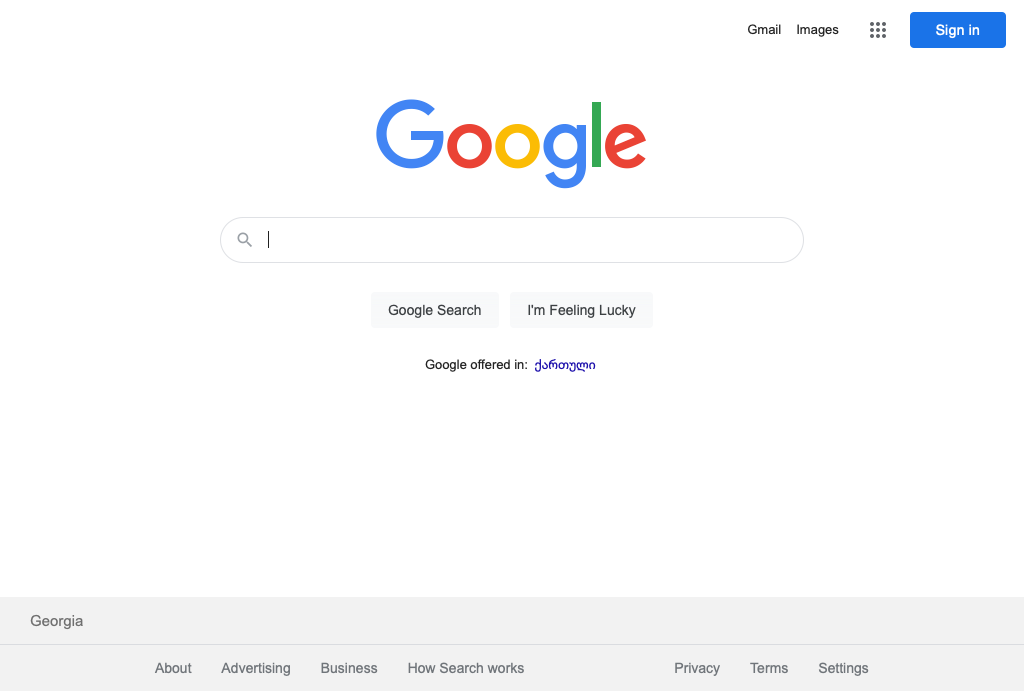 Gmail Images Sign in
Google
Google Search I'm Feeling Lucky
Google offered in: ქართული
Georgia
About Advertising Business How Search works Privacy Terms Settings